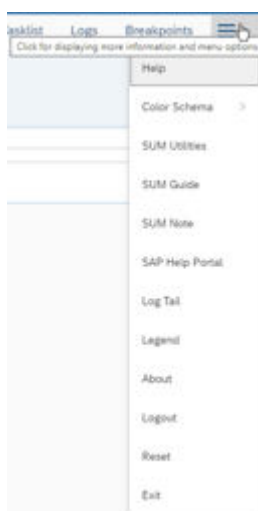 Tasklist Logs Breakpoints
Click for displaying more information and menu options
Help
Color Schema >
SUM Utilities
SUM Guide
SUM Note
SAP Help Portal
Log Tail
Legend
About
Logout
Reset
Exit